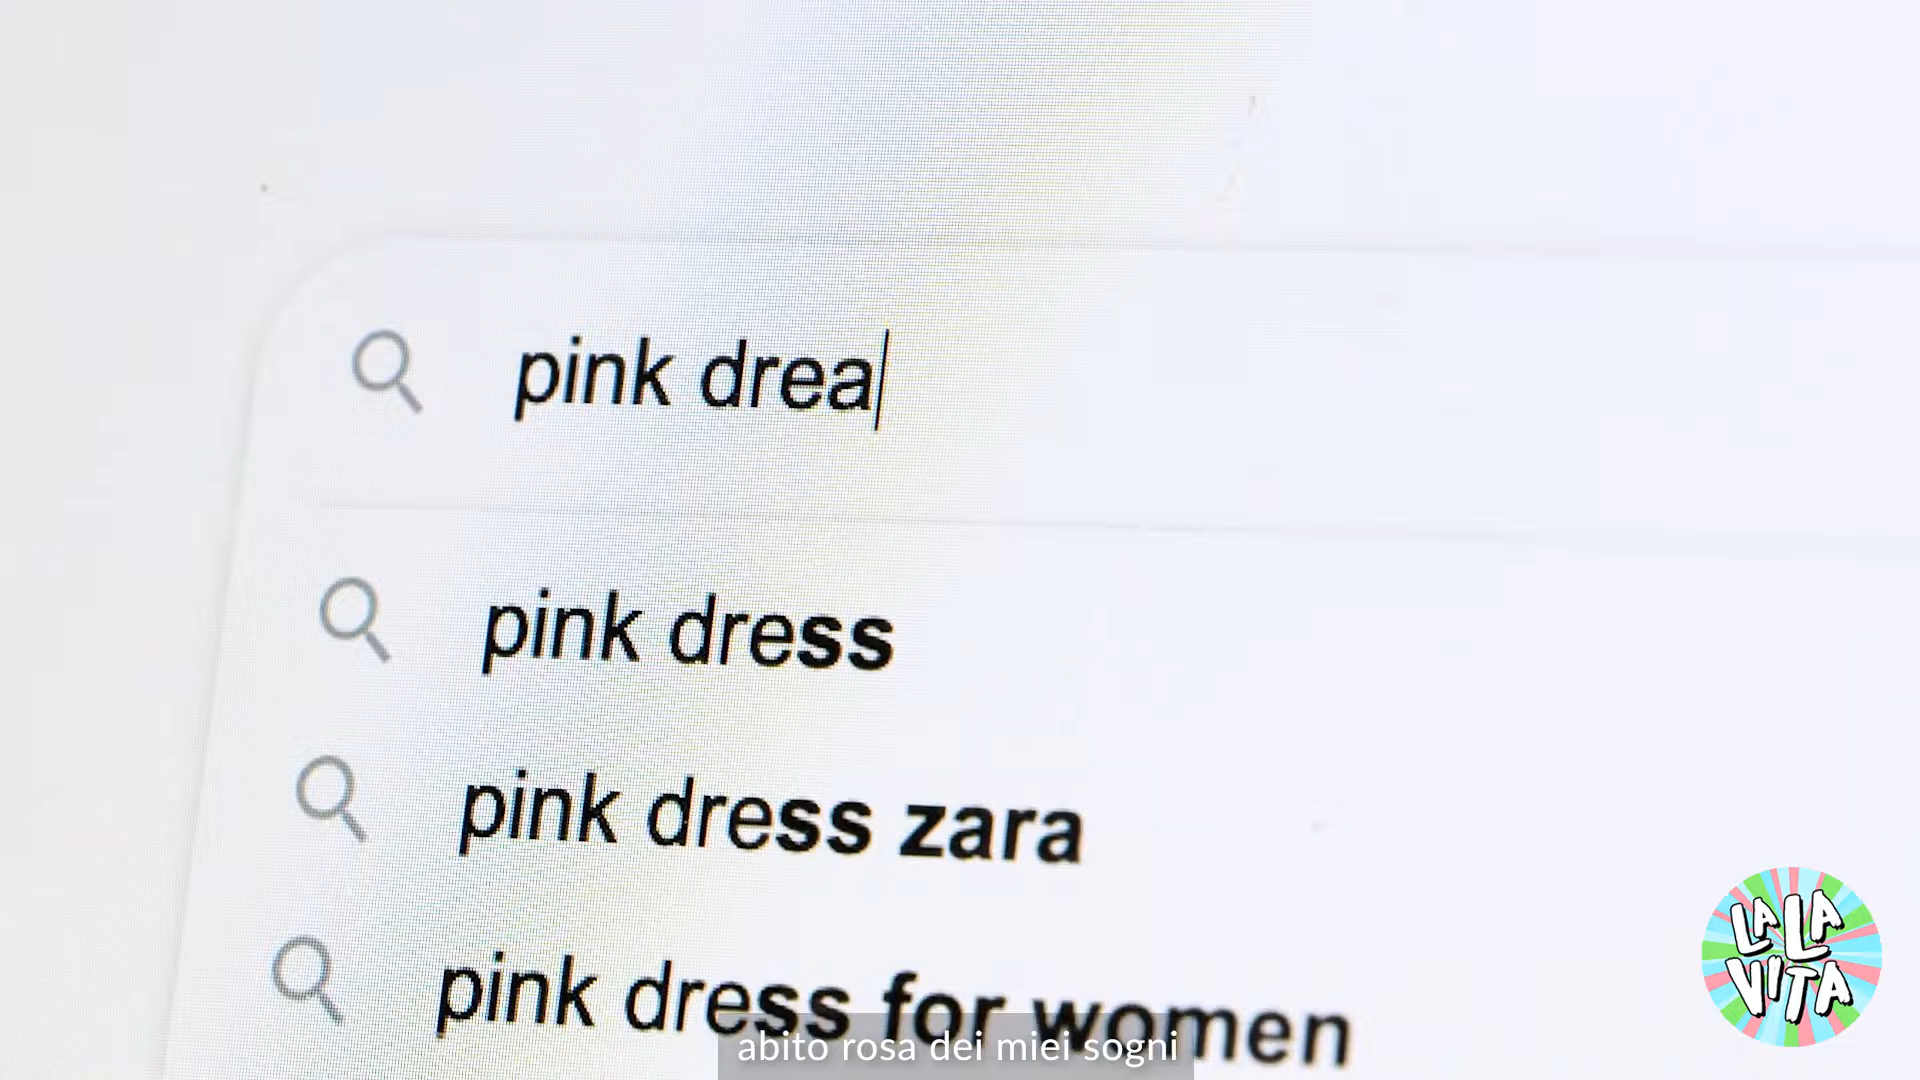 pink drea
pink dress
pink dress zara
pink dress for women
abito rosa dei miei sogni
LA LA
VITA